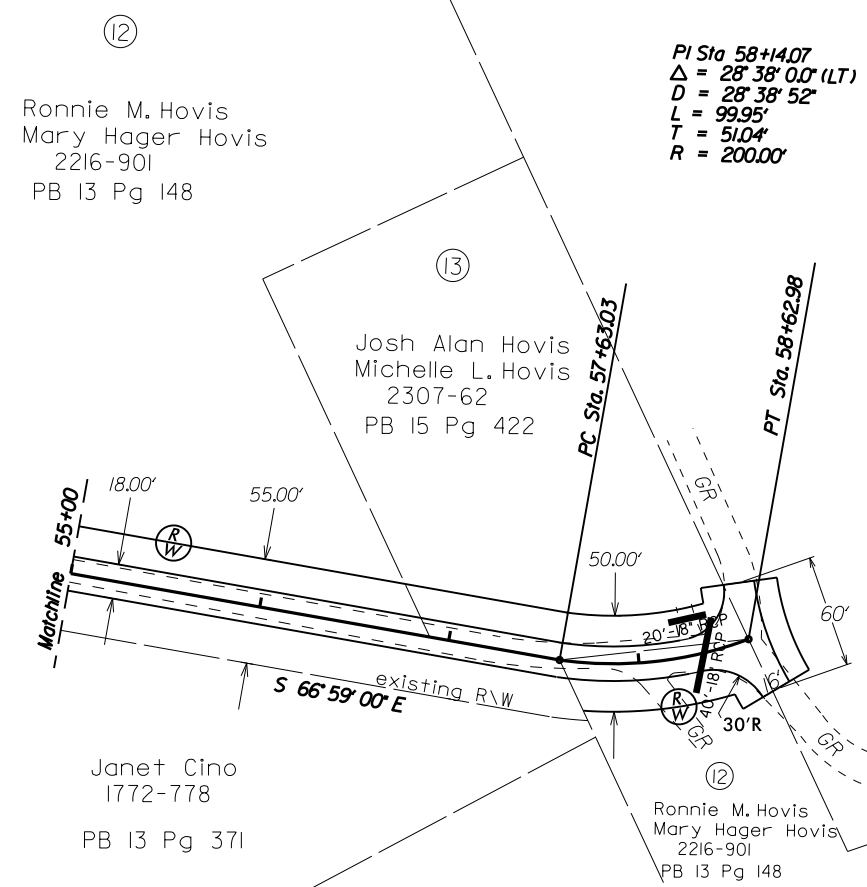 12
Ronnie M. Hovis
Mary Hager Hovis
2216-901
PB 13 Pg 148
PI Sta 58+14.07
Δ = 28° 38' 0.0" (LT)
D = 28° 38' 52"
L = 99.95'
T = 51.04'
R = 200.00'
13
Josh Alan Hovis
Michelle L. Hovis
2307-62
PB 15 Pg 422
PC Sta. 57+63.03
PT Sta. 58+62.98
Matchline 55+00
18.00'
R
W
55.00'
50.00'
GR
60'
20'-18" RCP
40'-18" RCP
16'
30'R
R
W
GR
GR
existing R\W
S 66° 59' 00" E
Janet Cino
1772-778
PB 13 Pg 371
12
Ronnie M. Hovis
Mary Hager Hovis
2216-901
PB 13 Pg 148